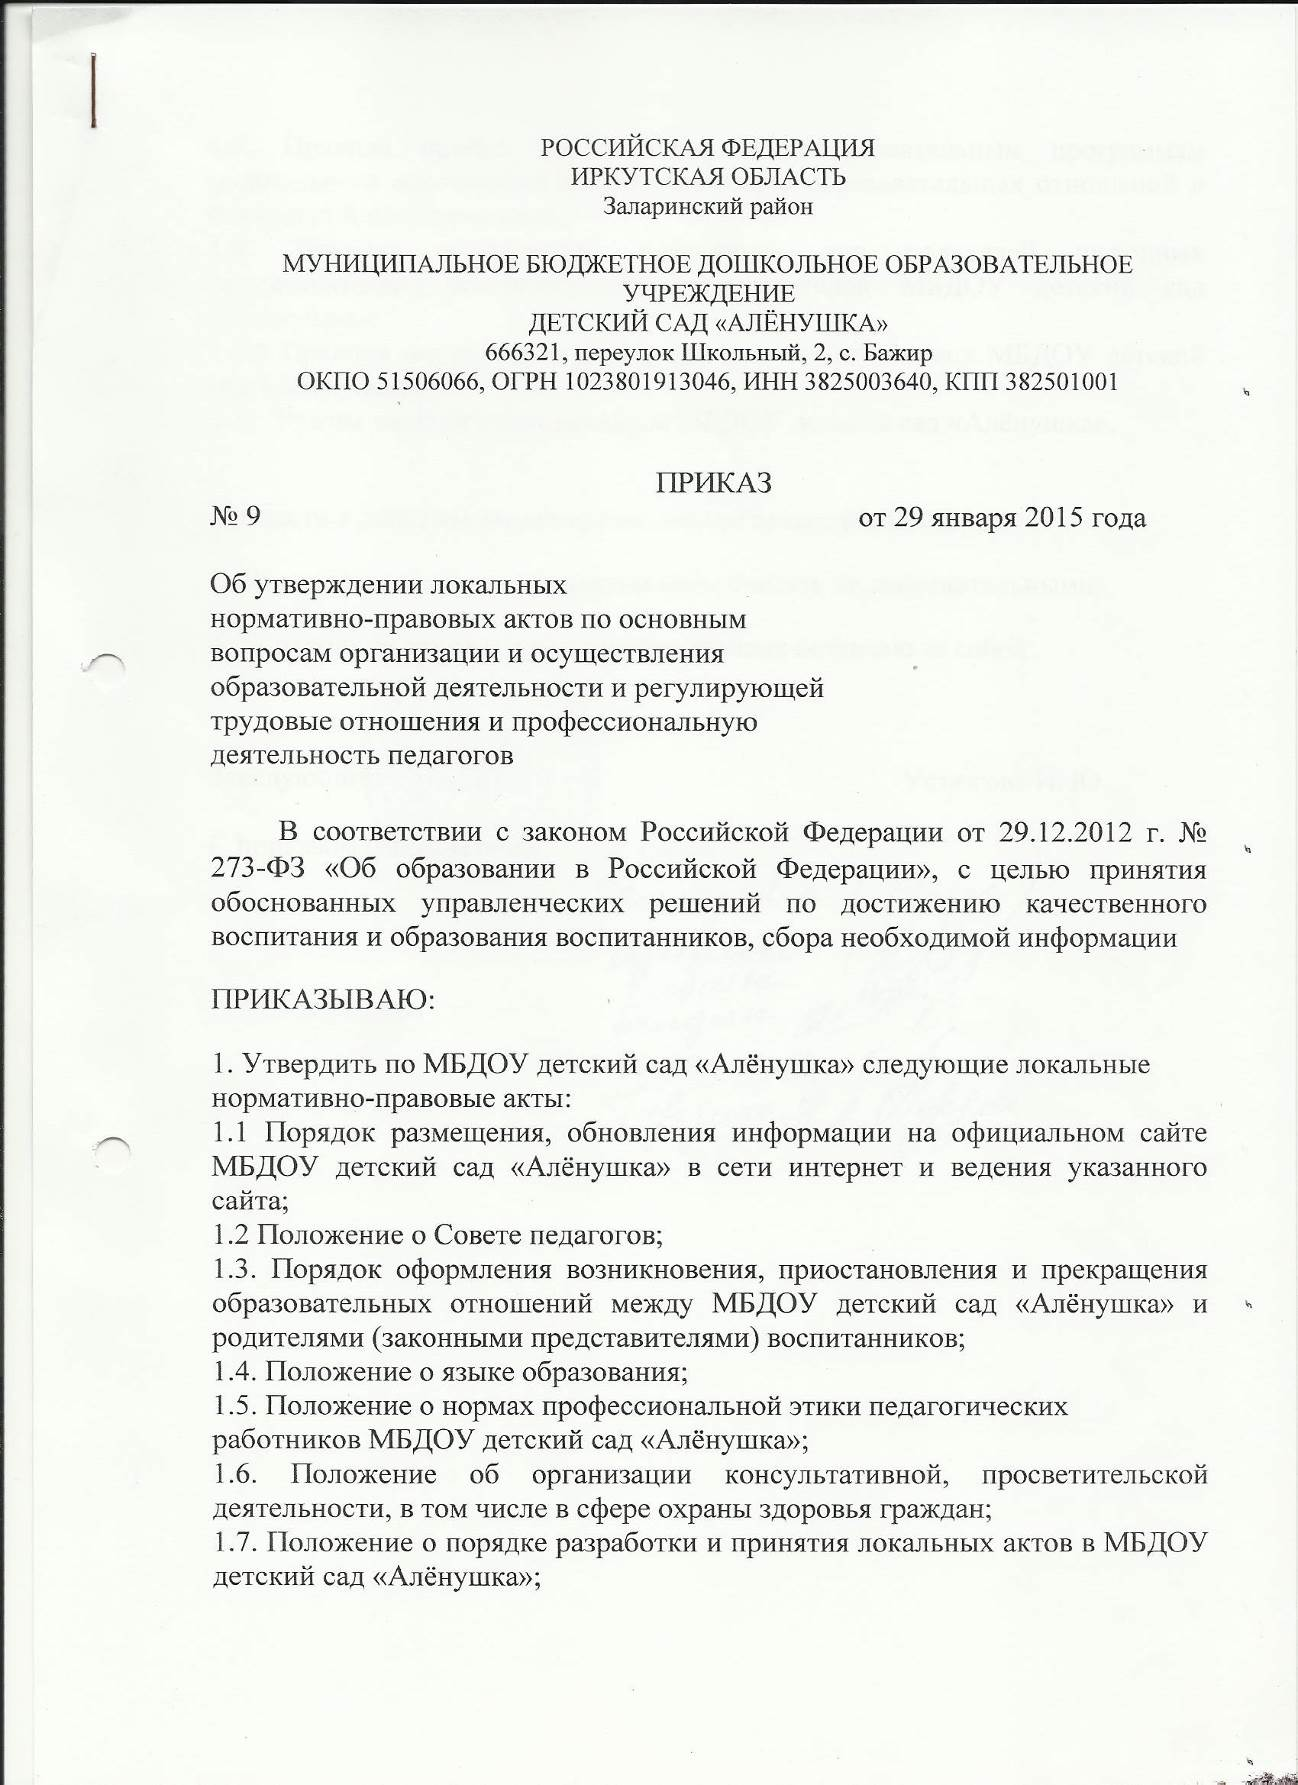 РОССИЙСКАЯ ФЕДЕРАЦИЯ
ИРКУТСКАЯ ОБЛАСТЬ
Заларинский район
МУНИЦИПАЛЬНОЕ БЮДЖЕТНОЕ ДОШКОЛЬНОЕ ОБРАЗОВАТЕЛЬНОЕ
УЧРЕЖДЕНИЕ
ДЕТСКИЙ САД «АЛЁНУШКА»
666321, переулок Школьный, 2, с. Бажир
ОКПО 51506066, ОГРН 1023801913046, ИНН 3825003640, КПП 382501001
ПРИКАЗ
№ 9 от 29 января 2015 года
Об утверждении локальных
нормативно-правовых актов по основным
вопросам организации и осуществления
образовательной деятельности и регулирующей
трудовые отношения и профессиональную
деятельность педагогов
В соответствии с законом Российской Федерации от 29.12.2012 г. №
273-ФЗ «Об образовании в Российской Федерации», с целью принятия
обоснованных управленческих решений по достижению качественного
воспитания и образования воспитанников, сбора необходимой информации
ПРИКАЗЫВАЮ:
1. Утвердить по МБДОУ детский сад «Алёнушка» следующие локальные
нормативно-правовые акты:
1.1 Порядок размещения, обновления информации на официальном сайте
МБДОУ детский сад «Алёнушка» в сети интернет и ведения указанного
сайта;
1.2 Положение о Совете педагогов;
1.3. Порядок оформления возникновения, приостановления и прекращения
образовательных отношений между МБДОУ детский сад «Алёнушка» и
родителями (законными представителями) воспитанников;
1.4. Положение о языке образования;
1.5. Положение о нормах профессиональной этики педагогических
работников МБДОУ детский сад «Алёнушка»;
1.6. Положение об организации консультативной, просветительской
деятельности, в том числе в сфере охраны здоровья граждан;
1.7. Положение о порядке разработки и принятия локальных актов в МБДОУ
детский сад «Алёнушка»;